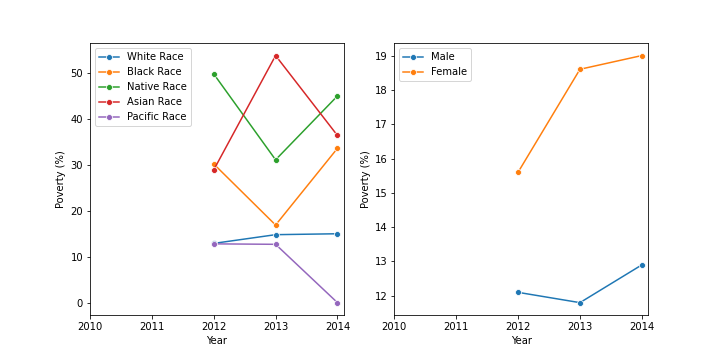 White Race
Black Race
Native Race
Asian Race
Pacific Race
Poverty (%)
50
40
30
20
10
0
2010 2011 2012 2013 2014
Year
Male
Female
Poverty (%)
19
18
17
16
15
14
13
12
2010 2011 2012 2013 2014
Year